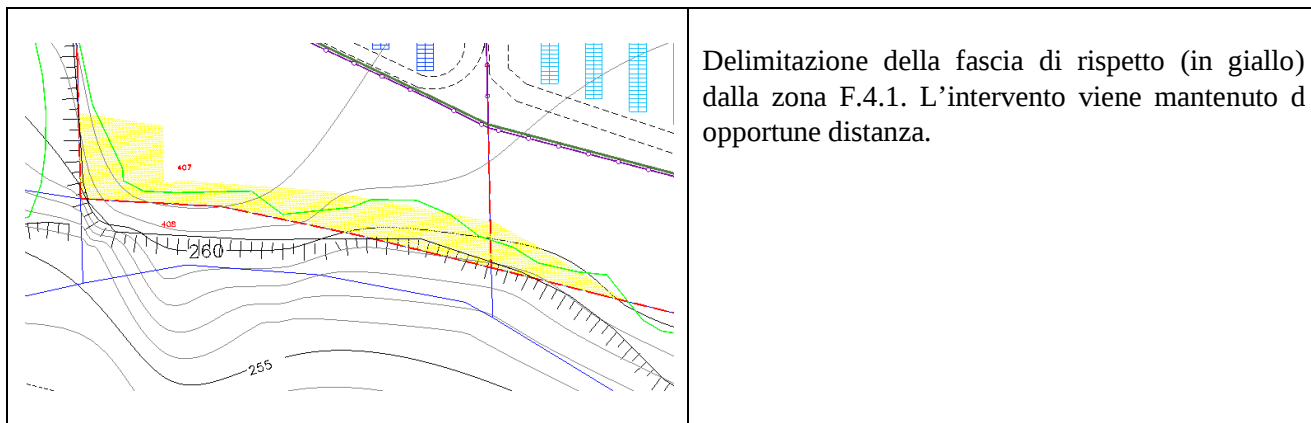 407
408
260
255
Delimitazione della fascia di rispetto (in giallo)
dalla zona F.4.1. L’intervento viene mantenuto d
opportune distanza.